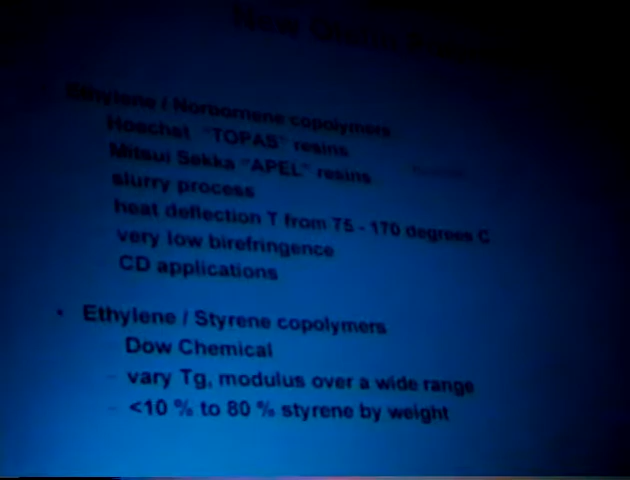 New Olefin
Ethylene / Norbornene copolymers
Hoechst "TOPAS" resins
Mitsui Sekka "APEL" resins
slurry process
heat deflection T from 75 - 170 degrees C
very low birefringence
CD applications
• Ethylene / Styrene copolymers
Dow Chemical
- vary Tg, modulus over a wide range
- <10 % to 80 % styrene by weight